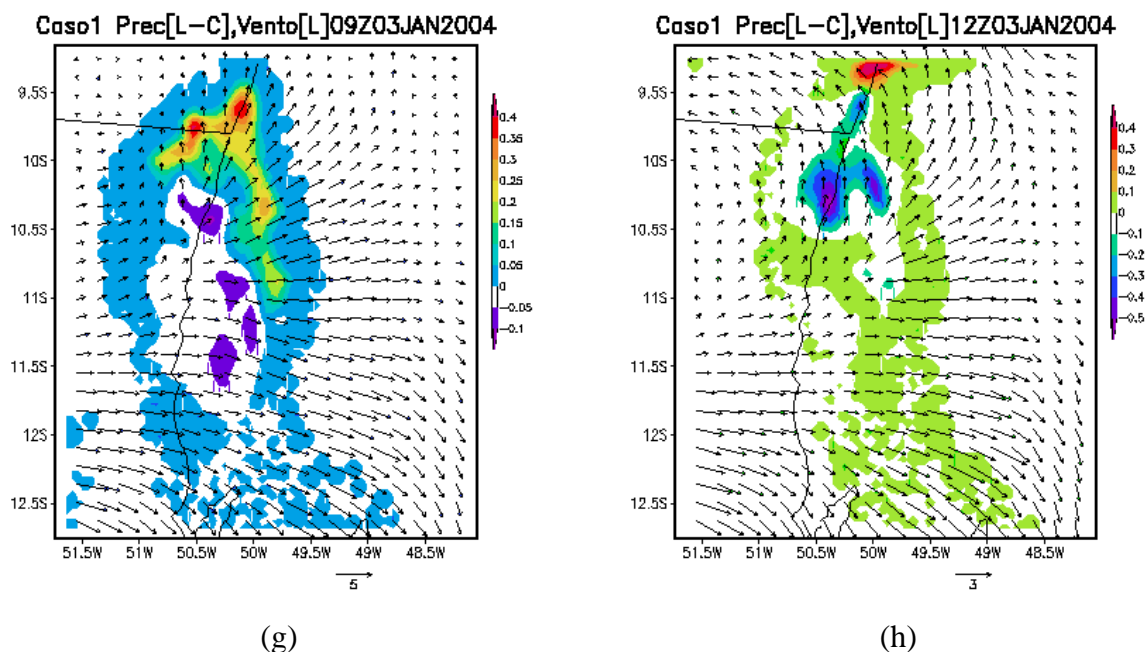 Caso1 Prec[L-C],Vento[L]09Z03JAN2004
9.5S
10S
10.5S
11S
11.5S
12S
12.5S
51.5W 51W 50.5W 50W 49.5W 49W 48.5W
5
0.4
0.35
0.3
0.25
0.2
0.15
0.1
0.05
0
-0.05
-0.1
(g)
Caso1 Prec[L-C],Vento[L]12Z03JAN2004
9.5S
10S
10.5S
11S
11.5S
12S
12.5S
51.5W 51W 50.5W 50W 49.5W 49W 48.5W
3
0.4
0.3
0.2
0.1
0
-0.1
-0.2
-0.3
-0.4
-0.5
(h)